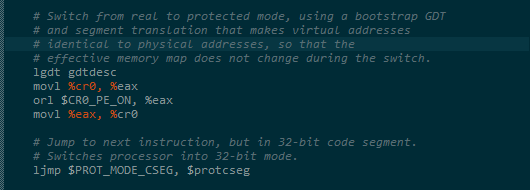 # Switch from real to protected mode, using a bootstrap GDT
# and segment translation that makes virtual addresses
# identical to physical addresses, so that the
# effective memory map does not change during the switch.
lgdt gdtdesc
movl %cr0, %eax
orl $CR0_PE_ON, %eax
movl %eax, %cr0
# Jump to next instruction, but in 32-bit code segment.
# Switches processor into 32-bit mode.
ljmp $PROT_MODE_CSEG, $protcseg